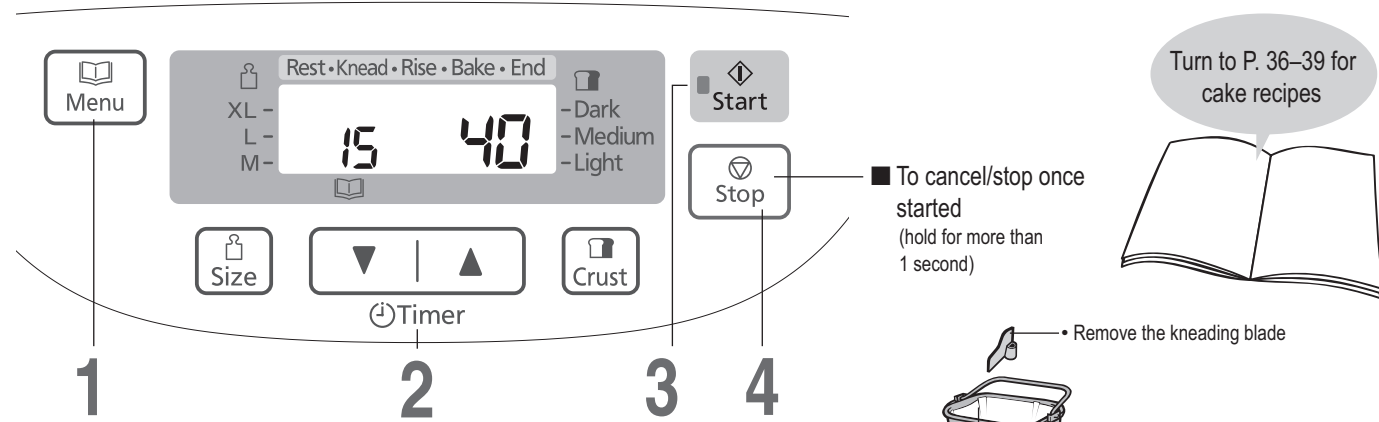 Menu
Rest • Knead • Rise • Bake • End
XL -
L -
M -
15 40
- Dark
- Medium
- Light
Start
Stop
Size
Timer
Crust
1
2
3
4
■ To cancel/stop once
started
(hold for more than
1 second)
Turn to P. 36–39 for
cake recipes
• Remove the kneading blade